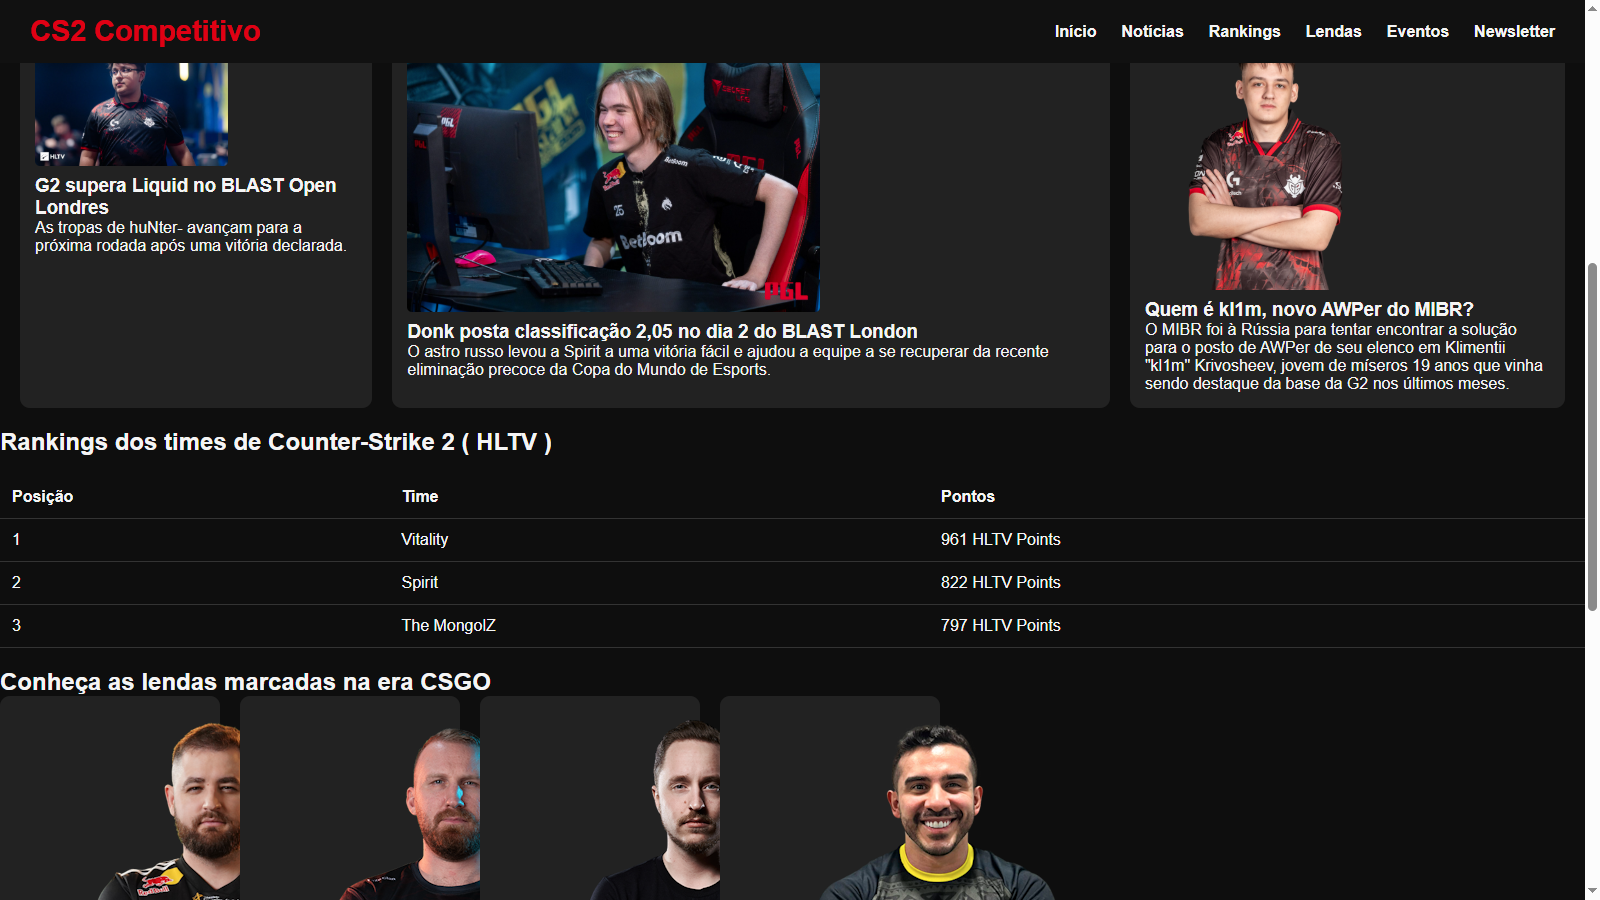 CS2 Competitivo
Início Notícias Rankings Lendas Eventos Newsletter
HLTV
G2 supera Liquid no BLAST Open
Londres
As tropas de huNter- avançam para a
próxima rodada após uma vitória declarada.
PGL
BetBoom
BetBoom
PGL
Donk posta classificação 2,05 no dia 2 do BLAST London
O astro russo levou a Spirit a uma vitória fácil e ajudou a equipe a se recuperar da recente
eliminação precoce da Copa do Mundo de Esports.
Quem é kl1m, novo AWPer do MIBR?
O MIBR foi à Rússia para tentar encontrar a solução
para o posto de AWPer de seu elenco em Klimentii
"kl1m" Krivosheev, jovem de míseros 19 anos que vinha
sendo destaque da base da G2 nos últimos meses.
Rankings dos times de Counter-Strike 2 ( HLTV )
Posição Time Pontos
1 Vitality 961 HLTV Points
2 Spirit 822 HLTV Points
3 The MongolZ 797 HLTV Points
Conheça as lendas marcadas na era CSGO
Red Bull